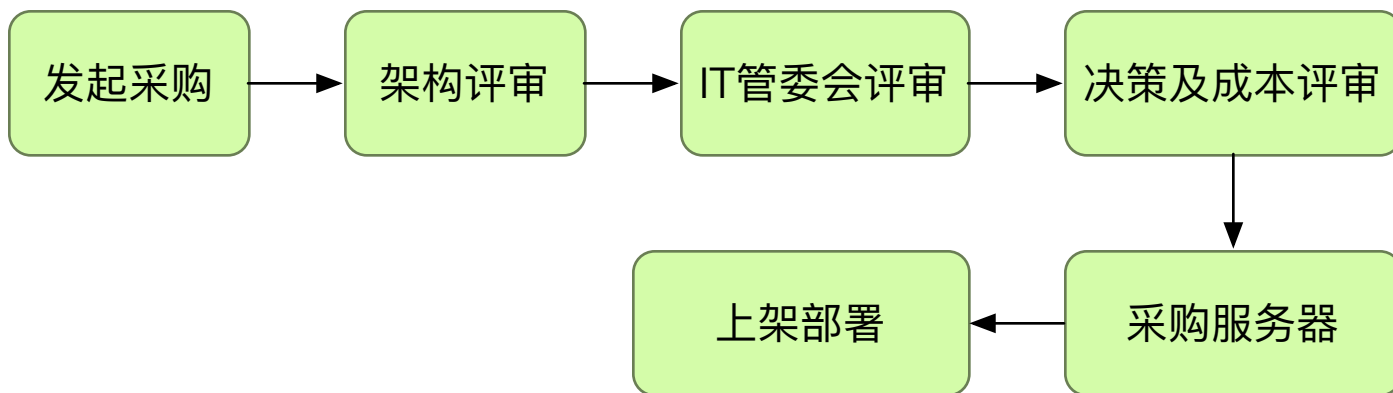 发起采购
架构评审
IT管委会评审
决策及成本评审
采购服务器
上架部署